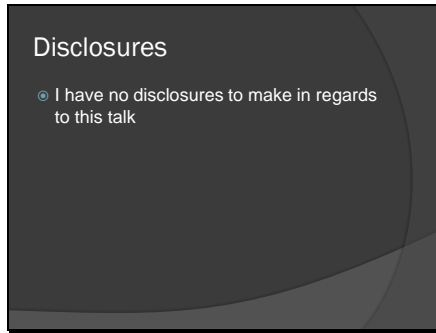 Disclosures
I have no disclosures to make in regards
to this talk